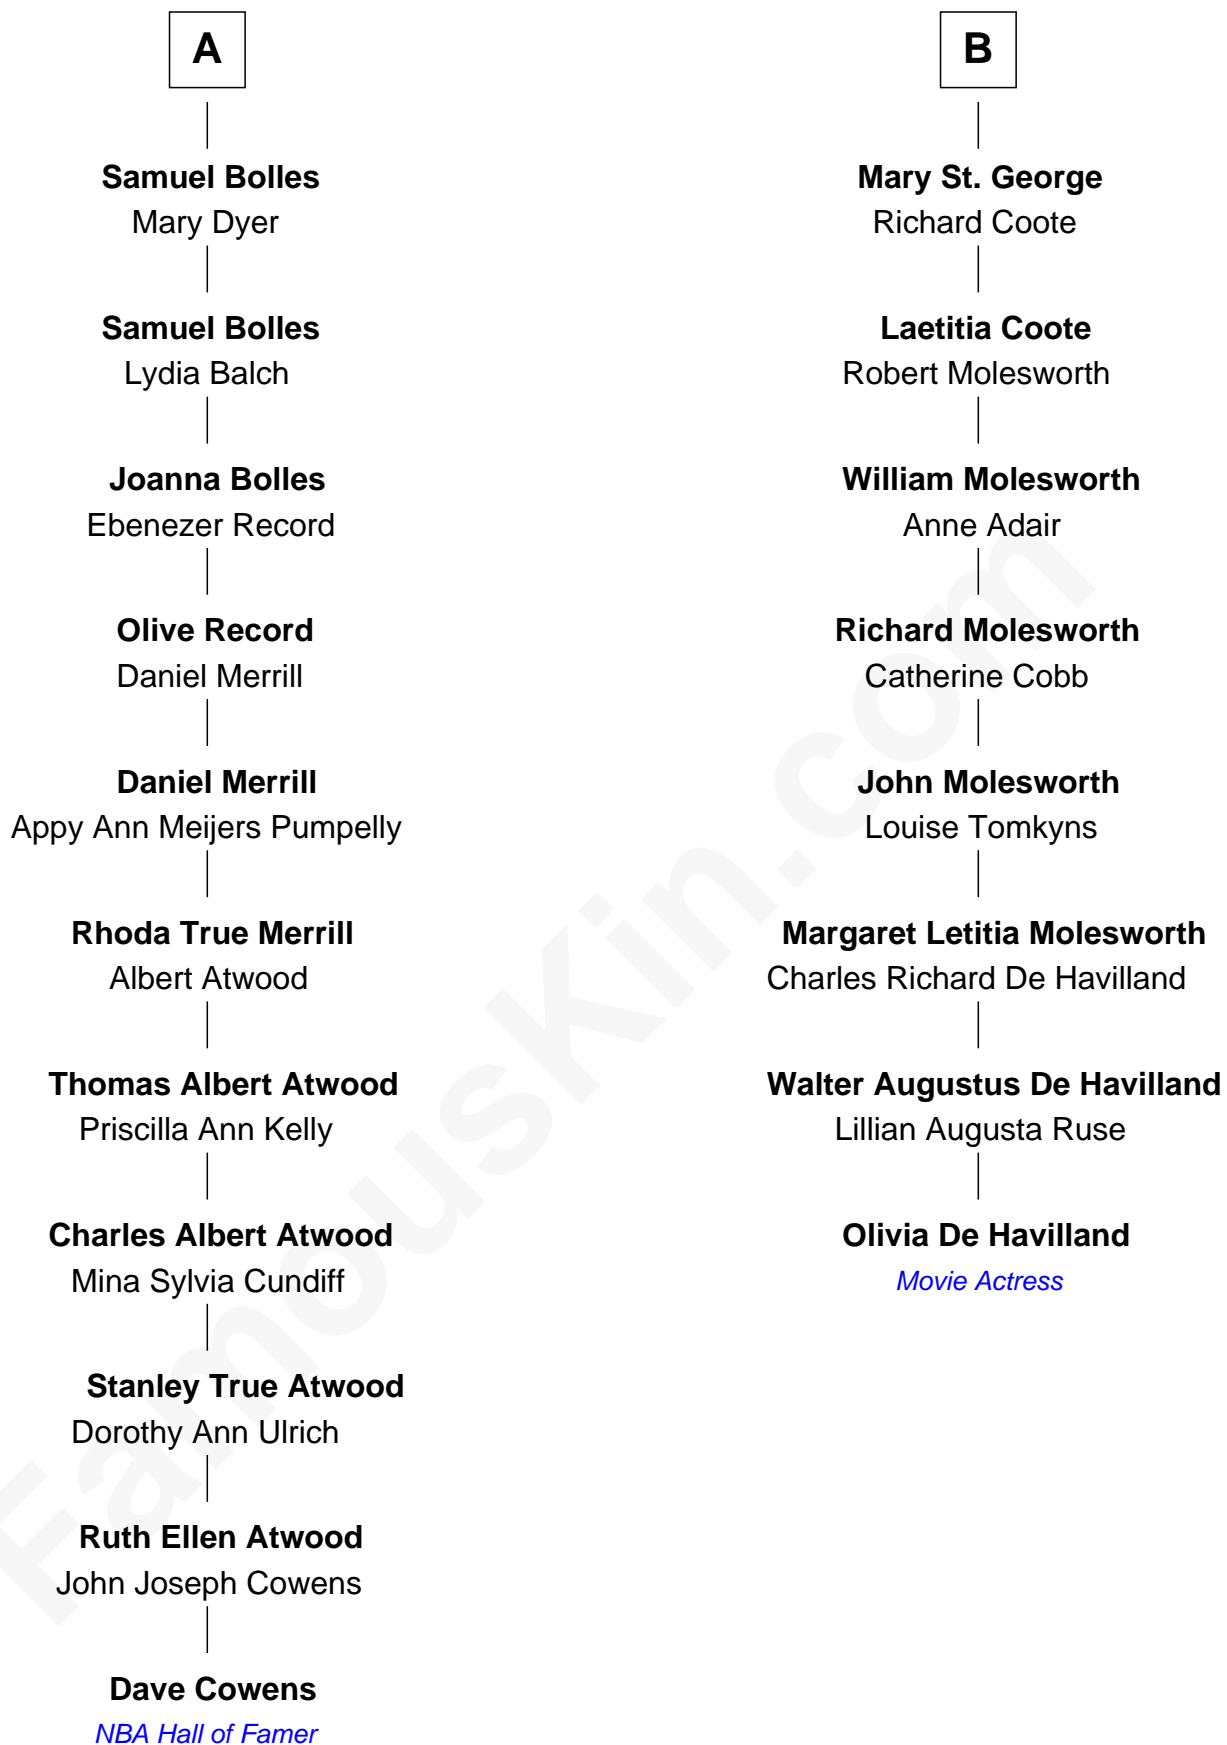 A
Samuel Bolles
Mary Dyer
Samuel Bolles
Lydia Balch
Joanna Bolles
Ebenezer Record
Olive Record
Daniel Merrill
Daniel Merrill
Appy Ann Meijers Pumpelly
Rhoda True Merrill
Albert Atwood
Thomas Albert Atwood
Priscilla Ann Kelly
Charles Albert Atwood
Mina Sylvia Cundiff
Stanley True Atwood
Dorothy Ann Ulrich
Ruth Ellen Atwood
John Joseph Cowens
Dave Cowens
NBA Hall of Famer
B
Mary St. George
Richard Coote
Laetitia Coote
Robert Molesworth
William Molesworth
Anne Adair
Richard Molesworth
Catherine Cobb
John Molesworth
Louise Tomkyns
Margaret Letitia Molesworth
Charles Richard De Havilland
Walter Augustus De Havilland
Lillian Augusta Ruse
Olivia De Havilland
Movie Actress
FamousKin.com